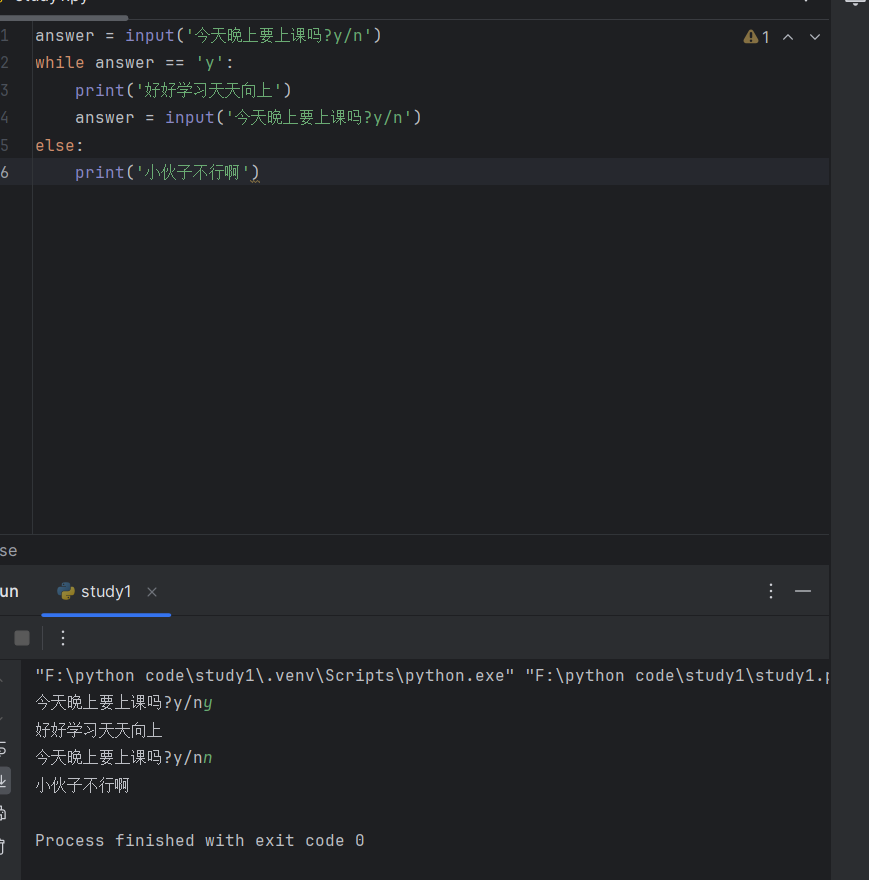 1 answer = input('今天晚上要上课吗?y/n')
2 while answer == 'y':
3 print('好好学习天天向上')
4 answer = input('今天晚上要上课吗?y/n')
5 else:
6 print('小伙子不行啊')
1
se
un study1
"F:\python code\study1\.venv\Scripts\python.exe" "F:\python code\study1\study1.p
今天晚上要上课吗?y/ny
好好学习天天向上
今天晚上要上课吗?y/nn
小伙子不行啊
Process finished with exit code 0